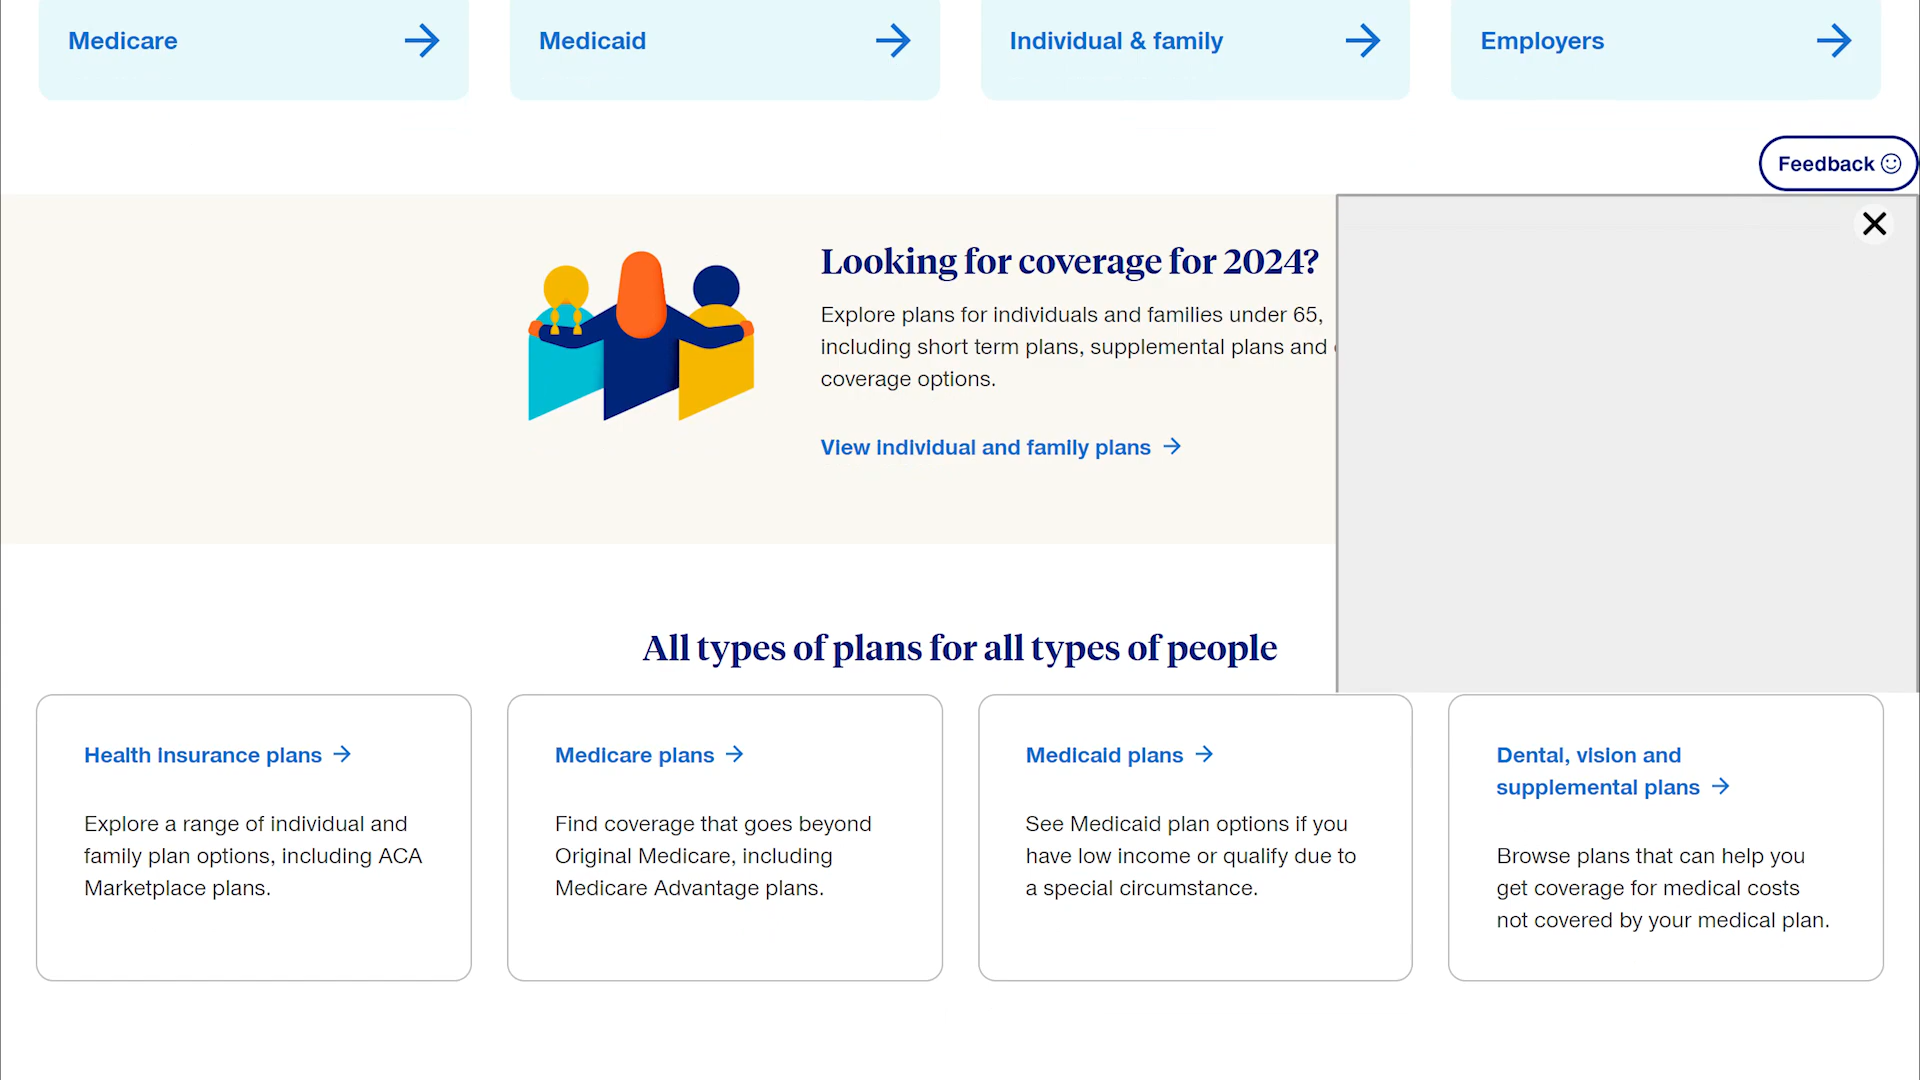 Medicare
Medicaid
Individual & family
Employers
Feedback
Looking for coverage for 2024?
Explore plans for individuals and families under 65,
including short term plans, supplemental plans and
coverage options.
View individual and family plans
All types of plans for all types of people
Health insurance plans
Explore a range of individual and
family plan options, including ACA
Marketplace plans.
Medicare plans
Find coverage that goes beyond
Original Medicare, including
Medicare Advantage plans.
Medicaid plans
See Medicaid plan options if you
have low income or qualify due to
a special circumstance.
Dental, vision and
supplemental plans
Browse plans that can help you
get coverage for medical costs
not covered by your medical plan.